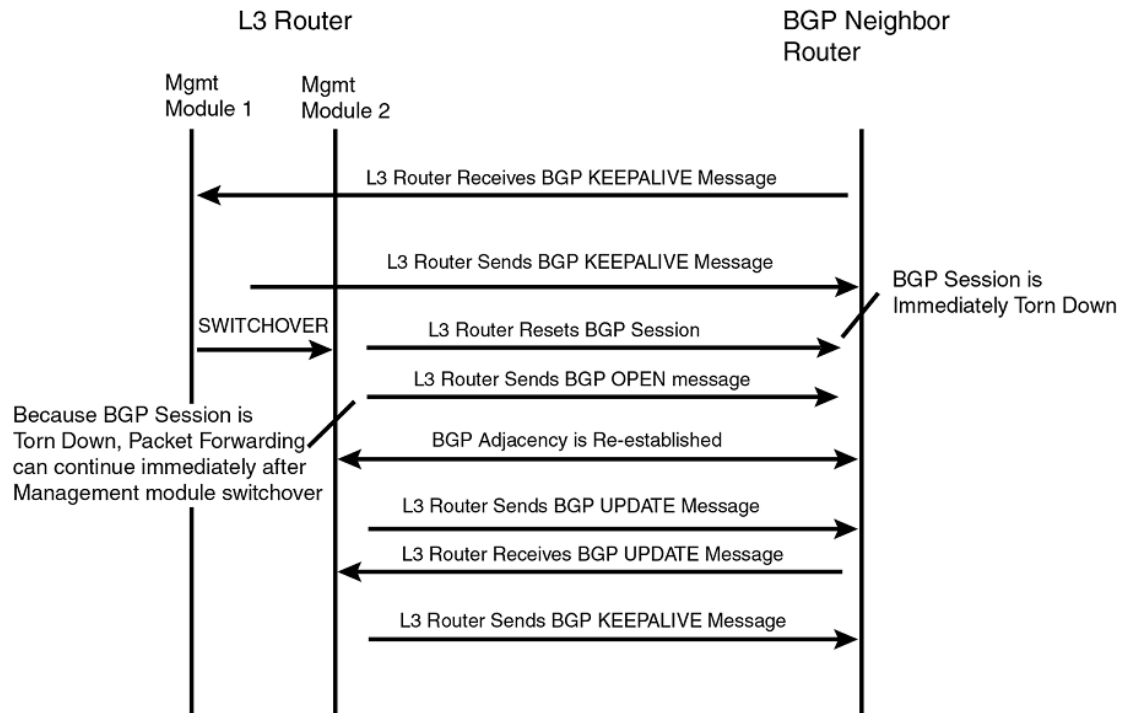 L3 Router
BGP Neighbor
Router
Mgmt
Module 1
Mgmt
Module 2
L3 Router Receives BGP KEEPALIVE Message
L3 Router Sends BGP KEEPALIVE Message
BGP Session is
Immediately Torn Down
SWITCHOVER
L3 Router Resets BGP Session
L3 Router Sends BGP OPEN message
Because BGP Session is
Torn Down, Packet Forwarding
can continue immediately after
Management module switchover
BGP Adjacency is Re-established
L3 Router Sends BGP UPDATE Message
L3 Router Receives BGP UPDATE Message
L3 Router Sends BGP KEEPALIVE Message